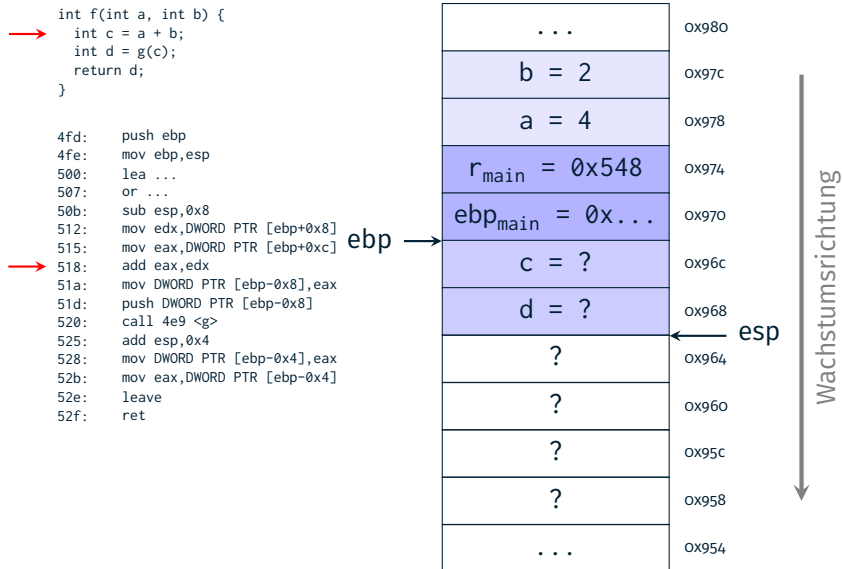 int f(int a, int b) {
  int c = a + b;
  int d = g(c);
  return d;
}
4fd: push ebp
4fe: mov ebp,esp
500: lea ...
507: or ...
50b: sub esp,0x8
512: mov edx,DWORD PTR [ebp+0x8]
515: mov eax,DWORD PTR [ebp+0xc]
518: add eax,edx
51a: mov DWORD PTR [ebp-0x8],eax
51d: push DWORD PTR [ebp-0x8]
520: call 4e9 <g>
525: add esp,0x4
528: mov DWORD PTR [ebp-0x4],eax
52b: mov eax,DWORD PTR [ebp-0x4]
52e: leave
52f: ret
... 0x980
b = 2 0x97c
a = 4 0x978
r_main = 0x548 0x974
ebp_main = 0x... 0x970
ebp
c = ? 0x96c
d = ? 0x968
esp
? 0x964
? 0x960
? 0x95c
? 0x958
... 0x954
Wachstumsrichtung